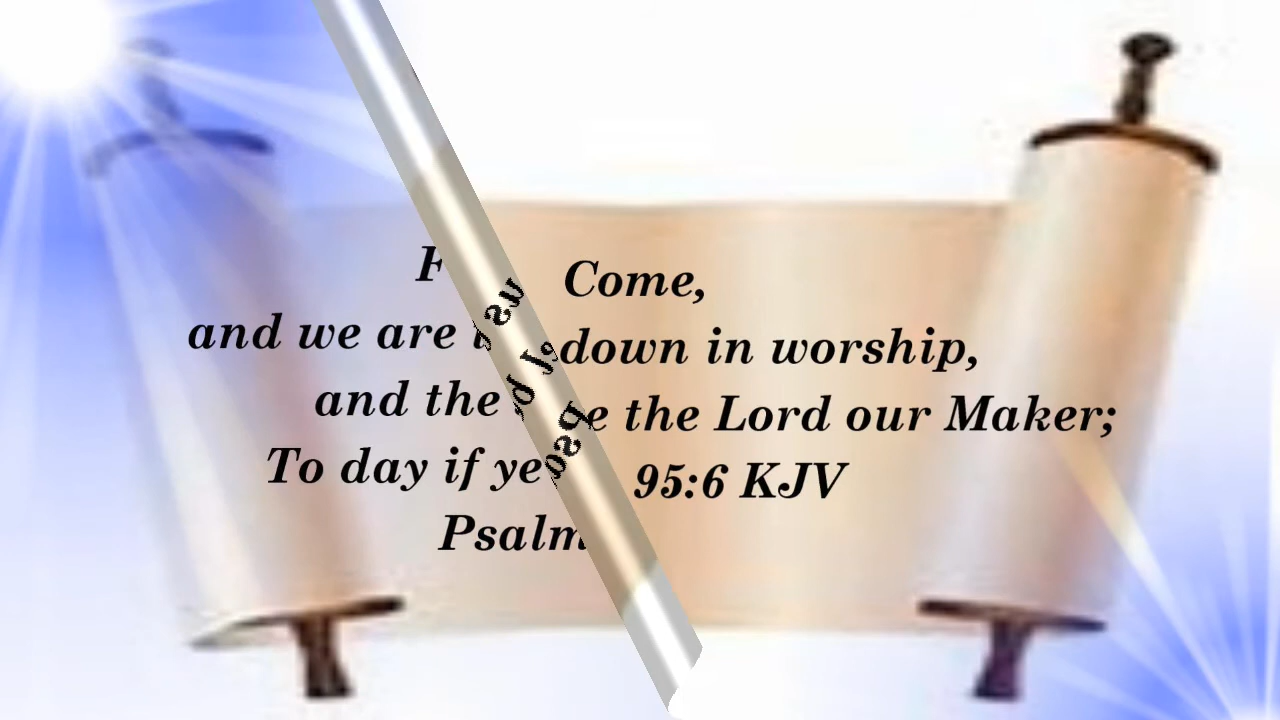 and we are
and the
To day if ye
Psalm
Come,
down in worship,
the Lord our Maker;
95:6 KJV